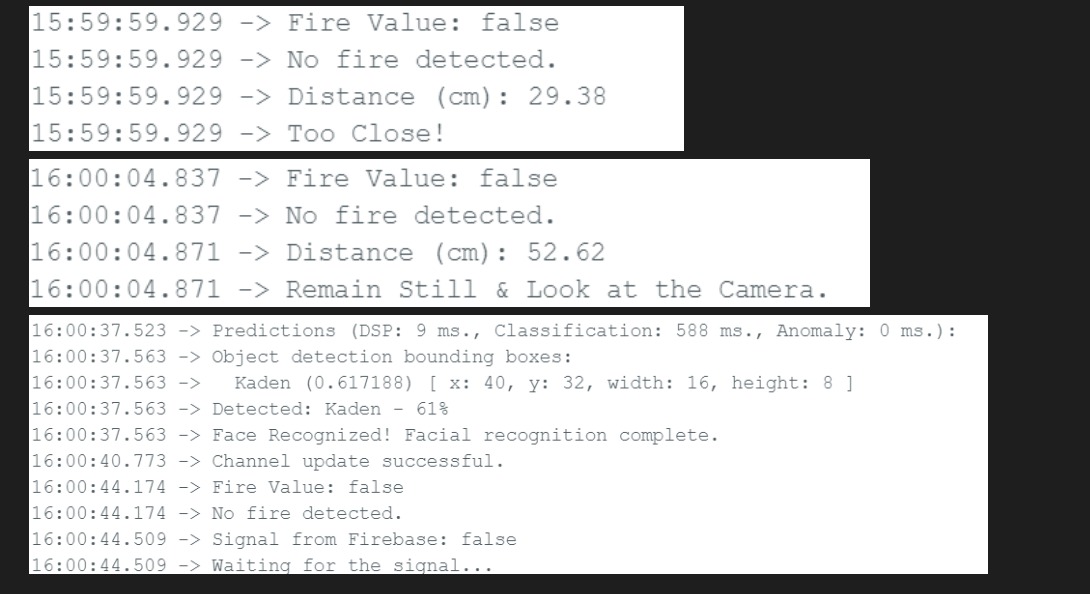 15:59:59.929 -> Fire Value: false
15:59:59.929 -> No fire detected.
15:59:59.929 -> Distance (cm): 29.38
15:59:59.929 -> Too Close!
16:00:04.837 -> Fire Value: false
16:00:04.837 -> No fire detected.
16:00:04.871 -> Distance (cm): 52.62
16:00:04.871 -> Remain Still & Look at the Camera.
16:00:37.523 -> Predictions (DSP: 9 ms., Classification: 588 ms., Anomaly: 0 ms.):
16:00:37.563 -> Object detection bounding boxes:
16:00:37.563 ->   Kaden (0.617188) [ x: 40, y: 32, width: 16, height: 8 ]
16:00:37.563 -> Detected: Kaden - 61%
16:00:37.563 -> Face Recognized! Facial recognition complete.
16:00:40.773 -> Channel update successful.
16:00:44.174 -> Fire Value: false
16:00:44.174 -> No fire detected.
16:00:44.509 -> Signal from Firebase: false
16:00:44.509 -> Waiting for the signal...